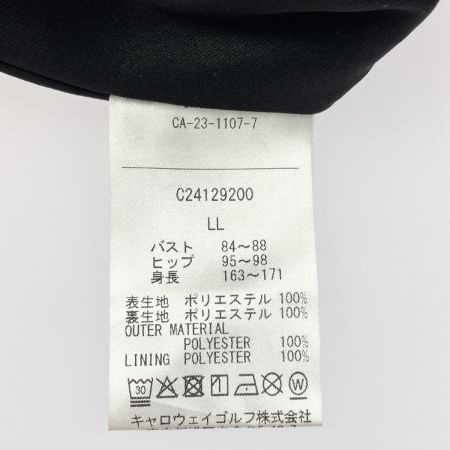 CA-23-1107-7
C24129200
LL
バスト 84～88
ヒップ 95～98
身長 163～171
表生地 ポリエステル 100%
裏生地 ポリエステル 100%
OUTER MATERIAL
POLYESTER 100%
LINING POLYESTER 100%
30 W
キャロウェイゴルフ株式会社